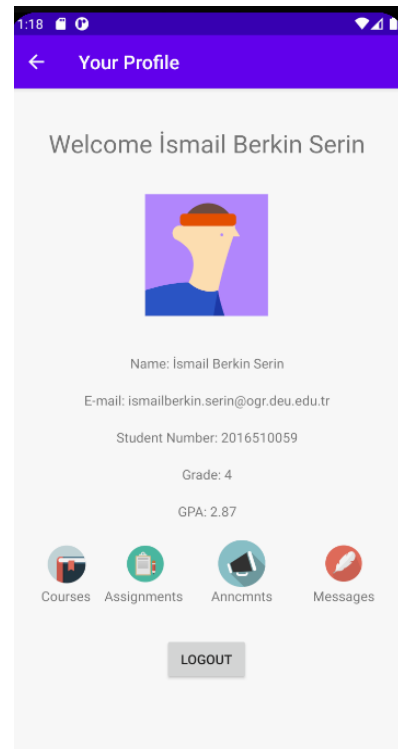 1:18
Your Profile
Welcome İsmail Berkin Serin
Name: İsmail Berkin Serin
E-mail: ismailberkin.serin@ogr.deu.edu.tr
Student Number: 2016510059
Grade: 4
GPA: 2.87
Courses Assignments Anncmnts Messages
LOGOUT